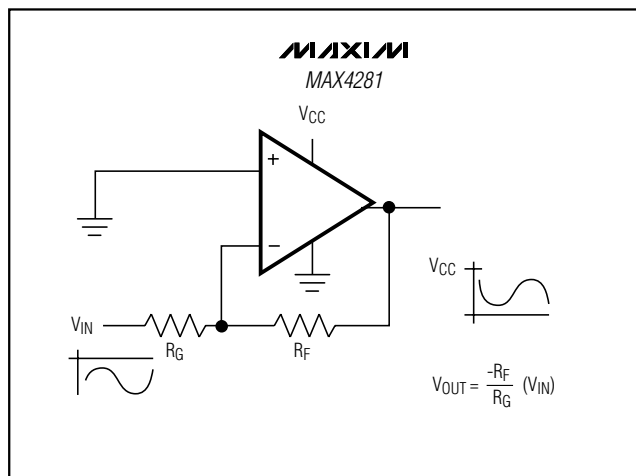 MAXIM
MAX4281
VCC
+
−
VCC
VIN
RG
RF
VOUT = -RF/RG (VIN)